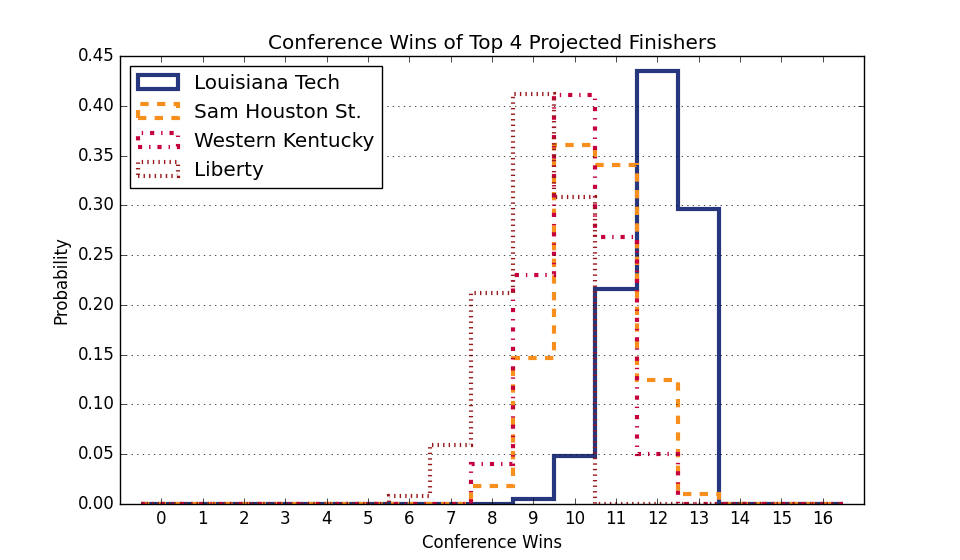 Conference Wins of Top 4 Projected Finishers
0.45
0.40
0.35
0.30
0.25
0.20
0.15
0.10
0.05
0.00
Probability
Louisiana Tech
Sam Houston St.
Western Kentucky
Liberty
0 1 2 3 4 5 6 7 8 9 10 11 12 13 14 15 16
Conference Wins